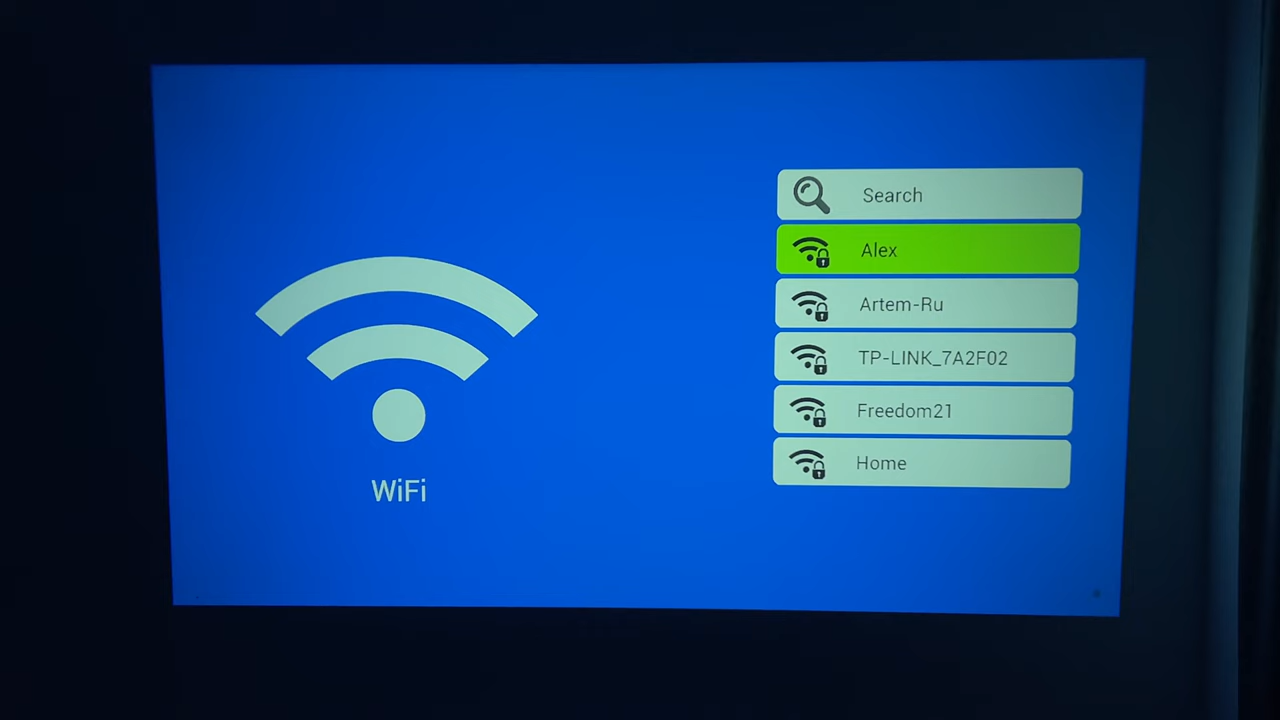 Search
Alex
Artem-Ru
TP-LINK_7A2F02
Freedom21
Home
WiFi